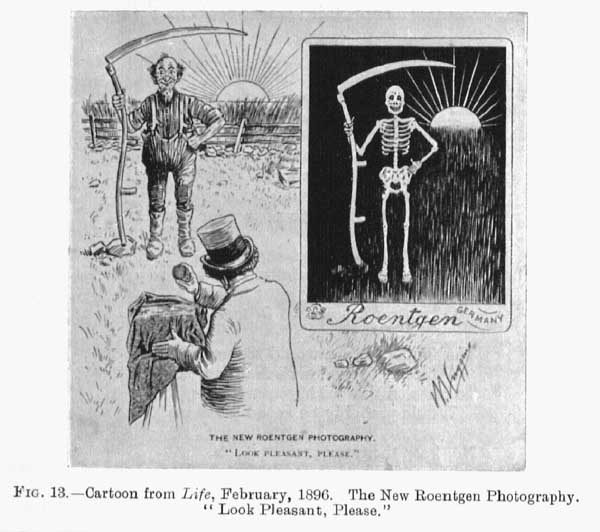 Roentgen
GERMANY
THE NEW ROENTGEN PHOTOGRAPHY.
"LOOK PLEASANT, PLEASE."
FIG. 13.—Cartoon from Life, February, 1896. The New Roentgen Photography.
"Look Pleasant, Please."